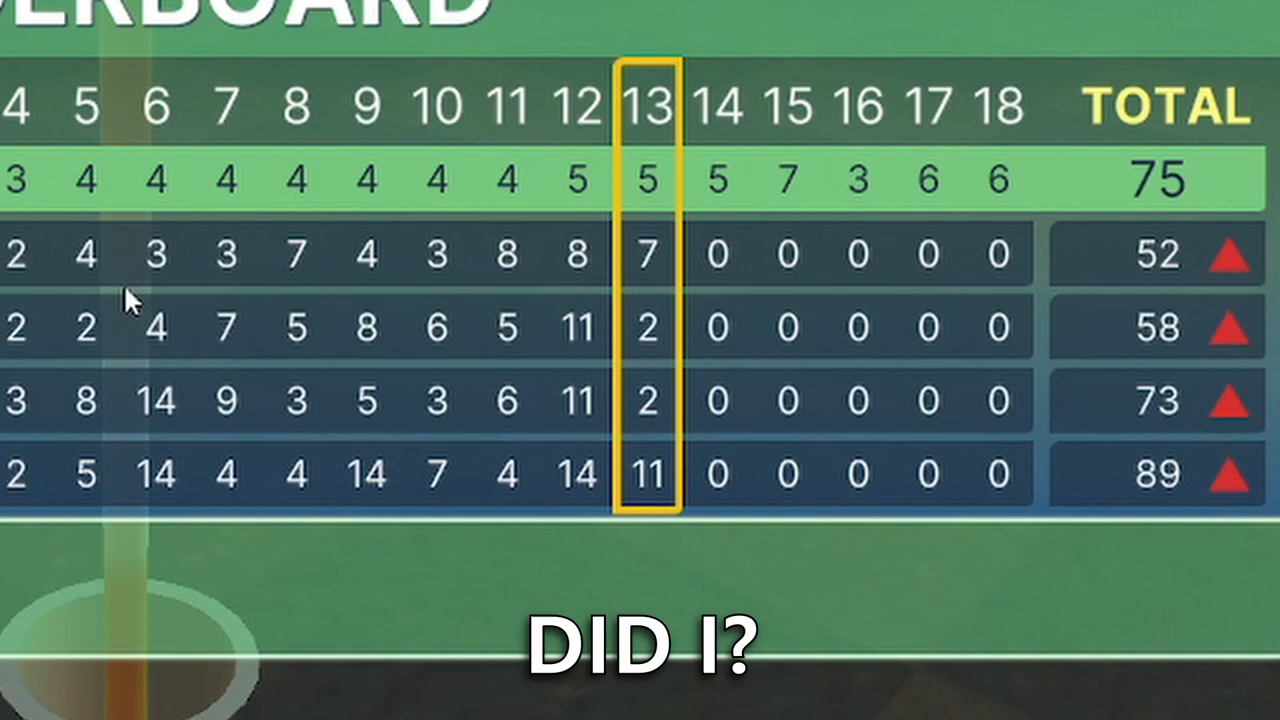 ERBOARD
4 5 6 7 8 9 10 11 12 13 14 15 16 17 18 TOTAL
3 4 4 4 4 4 4 4 5 5 5 7 3 6 6 75
2 4 3 3 7 4 3 8 8 7 0 0 0 0 0 52
2 2 4 7 5 8 6 5 11 2 0 0 0 0 0 58
3 8 14 9 3 5 3 6 11 2 0 0 0 0 0 73
2 5 14 4 4 14 7 4 14 11 0 0 0 0 0 89
DID I?